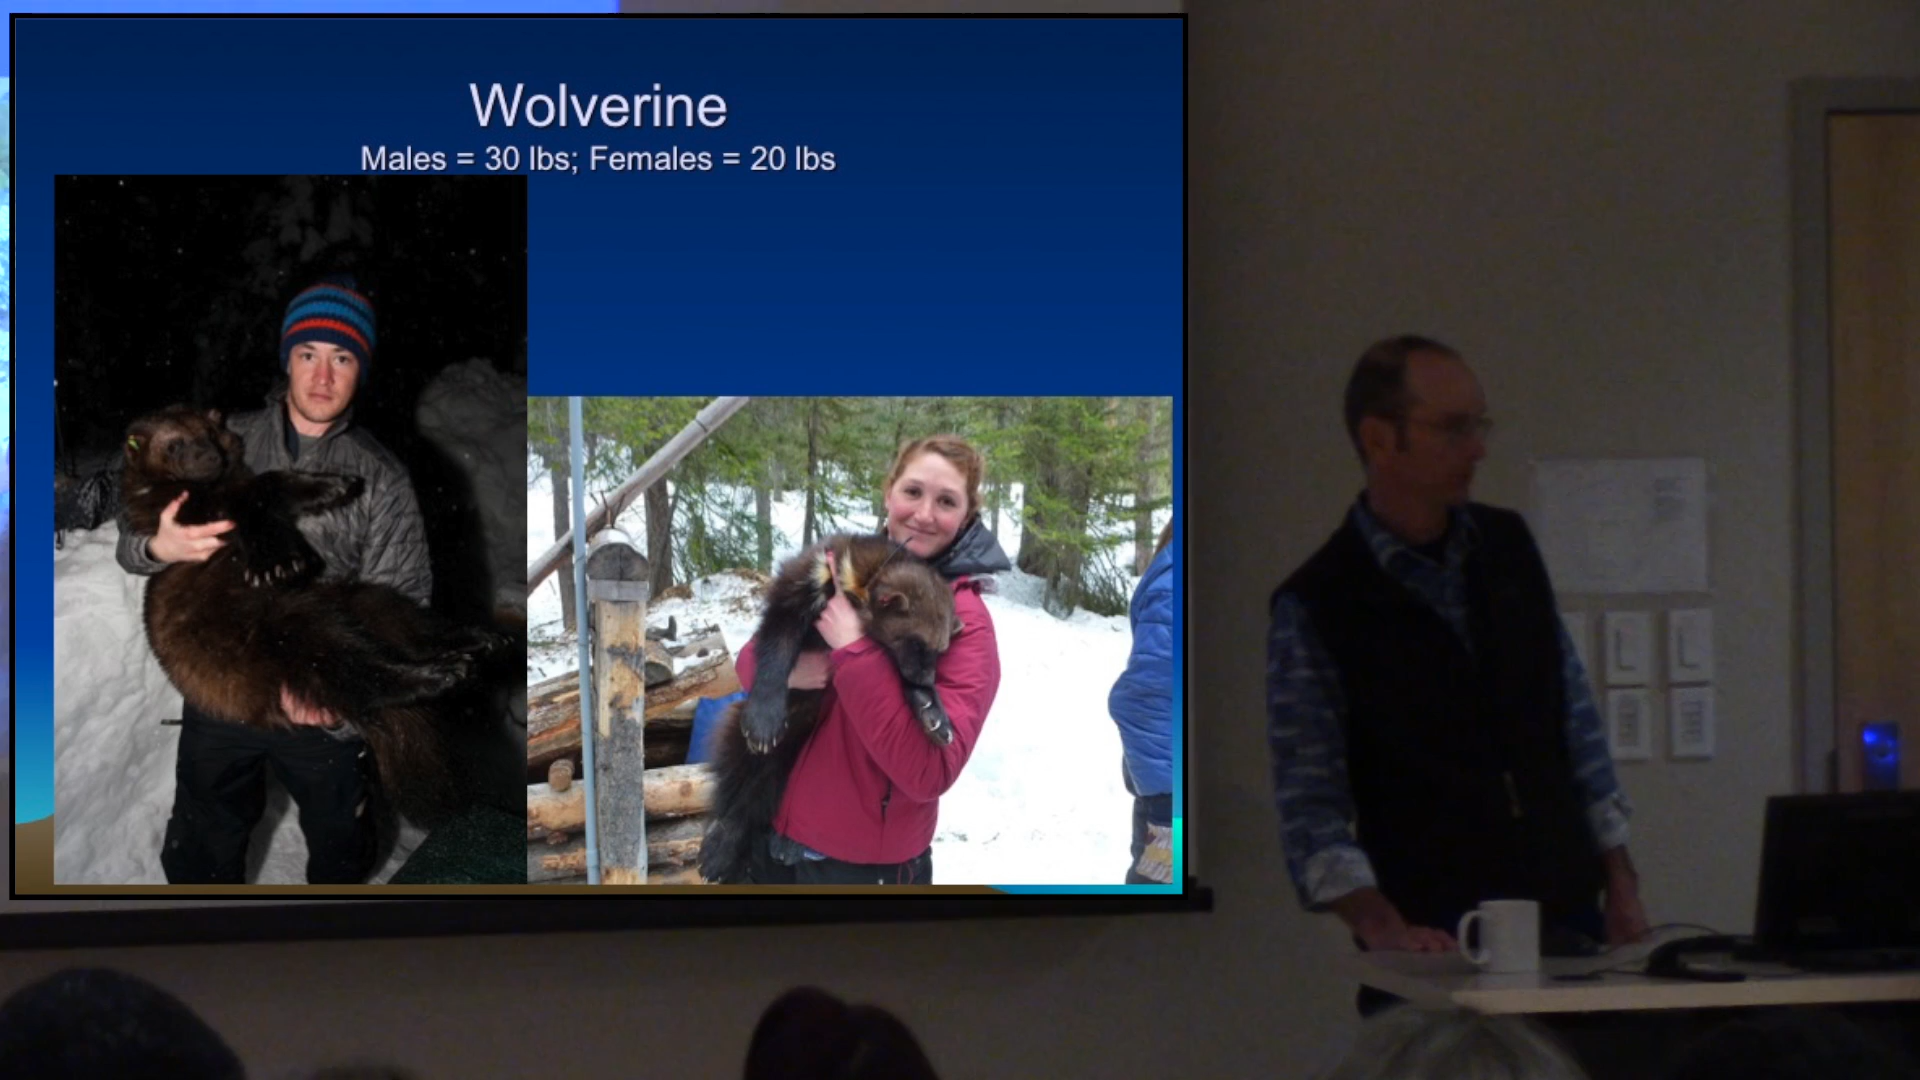 Wolverine
Males = 30 lbs; Females = 20 lbs